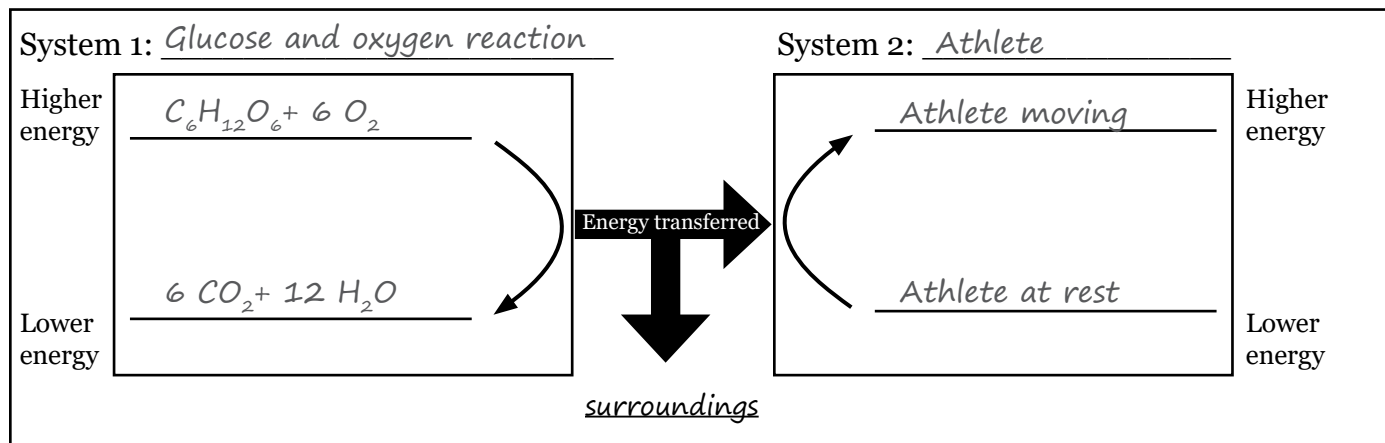 System 1: Glucose and oxygen reaction
System 2: Athlete
Higher energy
C₆H₁₂O₆+ 6 O₂
Athlete moving
Higher energy
Energy transferred
6 CO₂+ 12 H₂O
Athlete at rest
Lower energy
Lower energy
surroundings